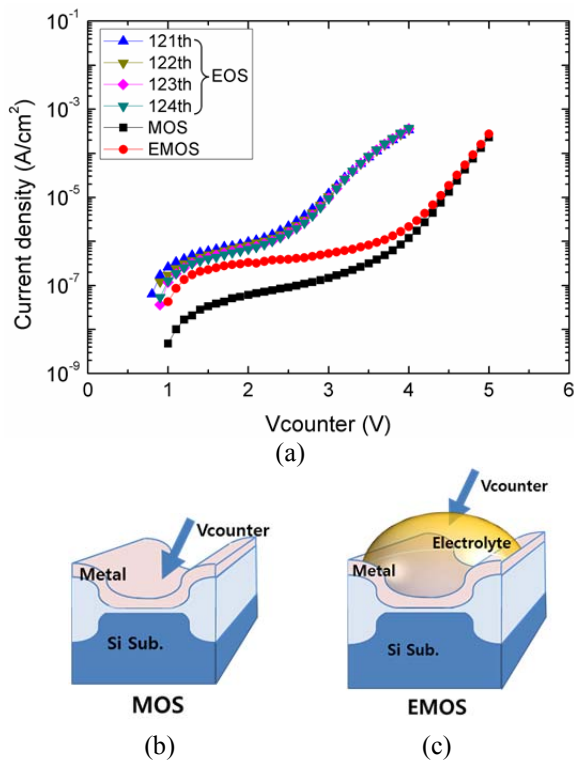 10⁻¹
10⁻³
10⁻⁵
10⁻⁷
10⁻⁹
Current density (A/cm²)
121th
122th
123th
124th
EOS
MOS
EMOS
0 1 2 3 4 5 6
Vcounter (V)
(a)
Vcounter
Metal
Si Sub.
MOS
(b)
Vcounter
Electrolyte
Metal
Si Sub.
EMOS
(c)